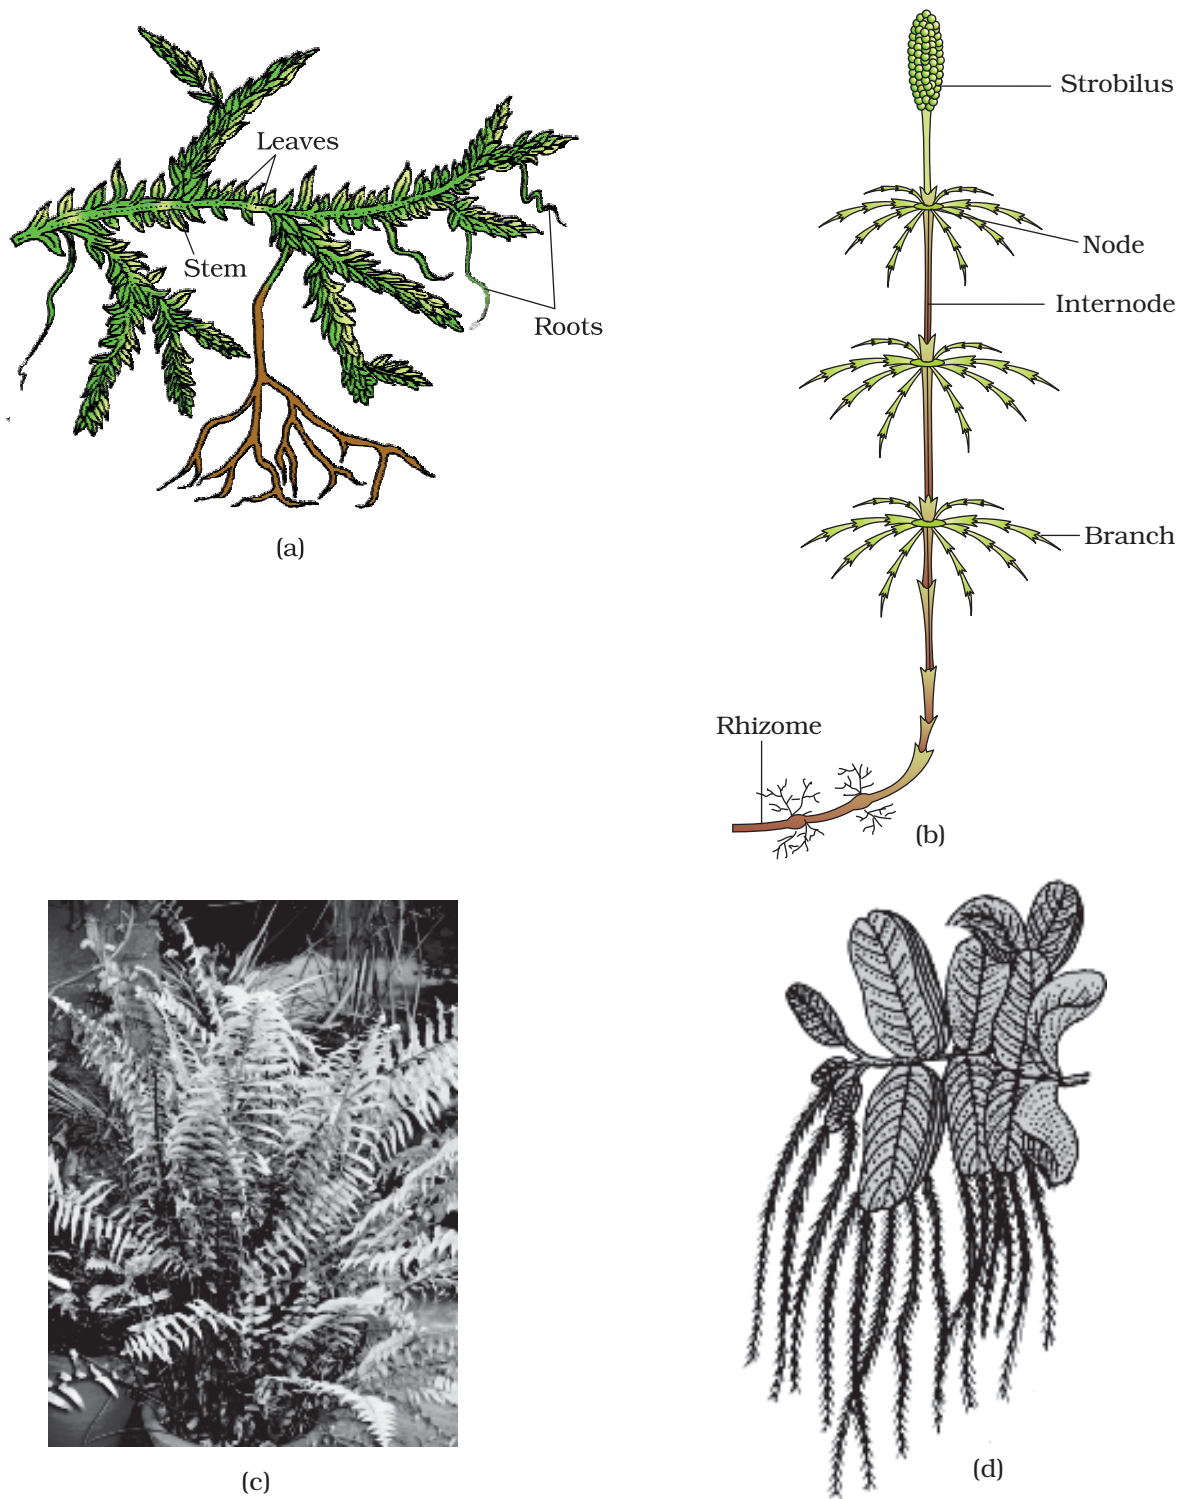 Leaves
Stem
Roots
(a)
Strobilus
Node
Internode
Branch
Rhizome
(b)
(c)
(d)